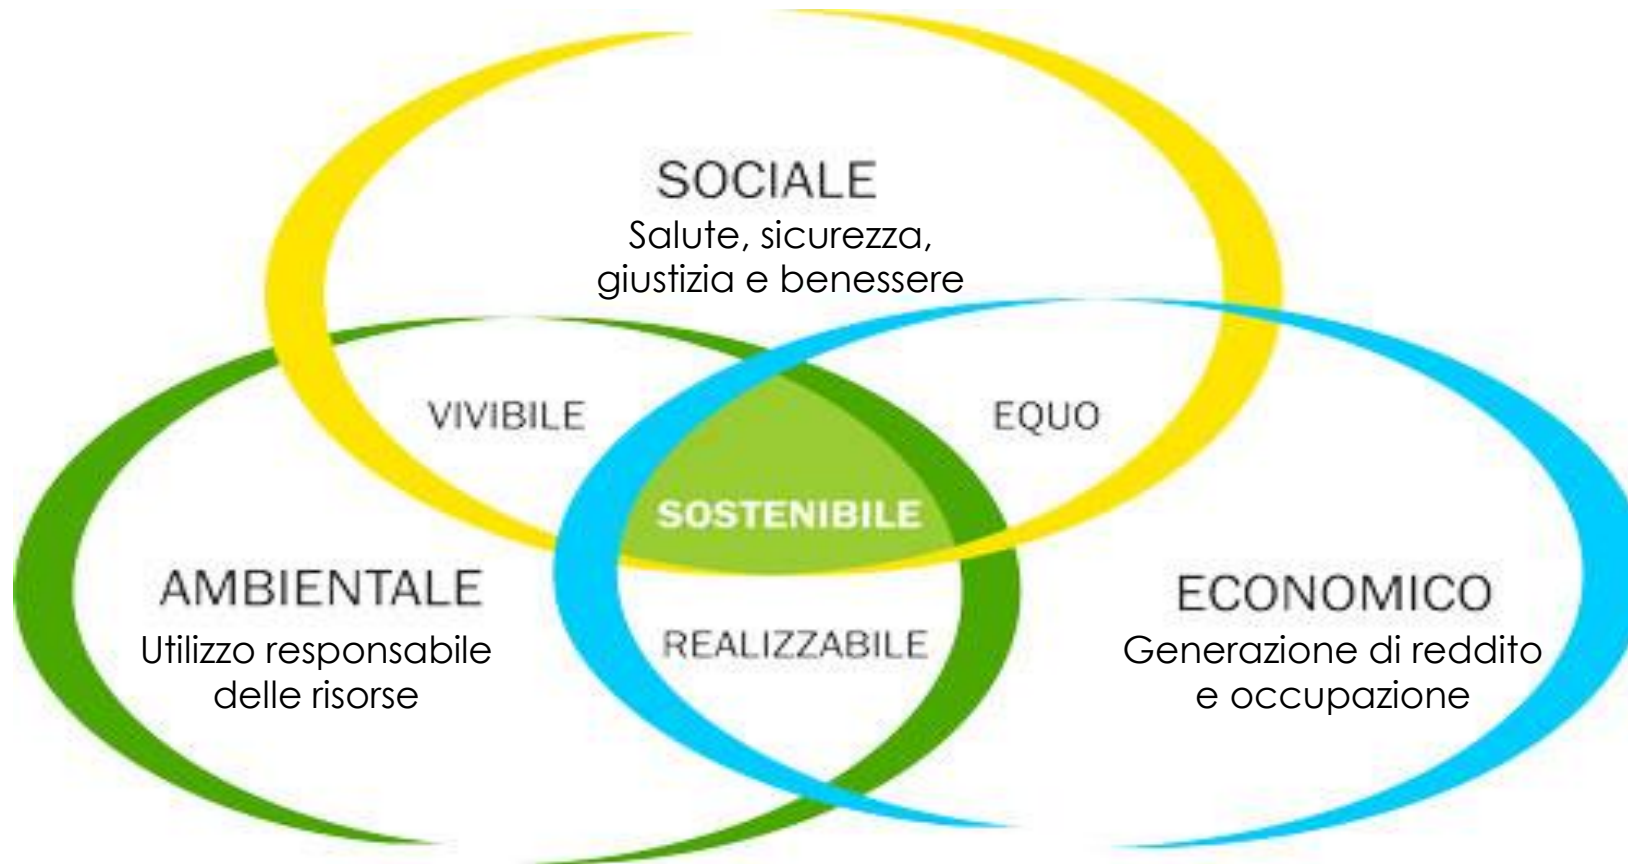 SOCIALE
Salute, sicurezza,
giustizia e benessere
VIVIBILE
EQUO
SOSTENIBILE
AMBIENTALE
Utilizzo responsabile
delle risorse
REALIZZABILE
ECONOMICO
Generazione di reddito
e occupazione